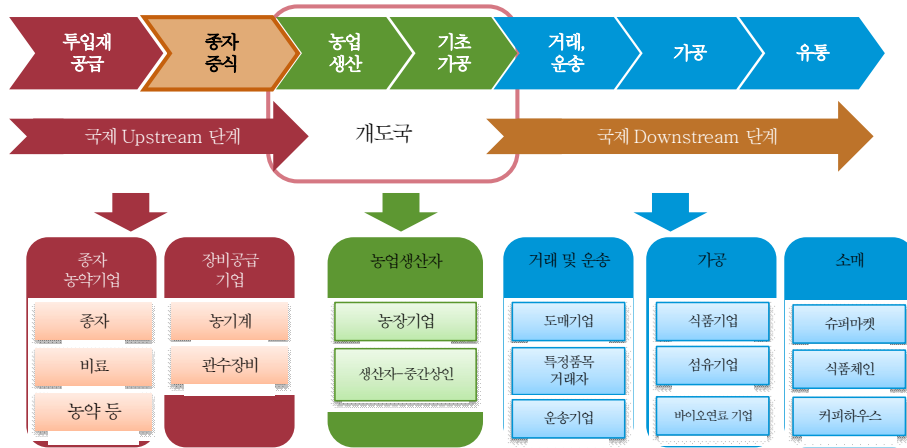 투입재
공급
종자
증식
농업
생산
기초
가공
거래,
운송
가공
유통
국제 Upstream 단계
개도국
국제 Downstream 단계
종자
농약기업
종자
비료
농약 등
장비공급
기업
농기계
관수장비
농업생산자
농장기업
생산자-중간상인
거래 및 운송
도매기업
특정품목
거래자
운송기업
가공
식품기업
섬유기업
바이오연료 기업
소매
슈퍼마켓
식품체인
커피하우스